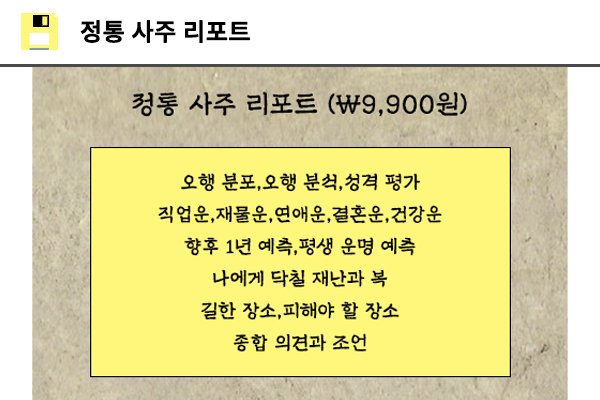 정통 사주 리포트
정통 사주 리포트 (₩9,900원)
오행 분포,오행 분석,성격 평가
직업운,재물운,연애운,결혼운,건강운
향후 1년 예측,평생 운명 예측
나에게 닥칠 재난과 복
길한 장소,피해야 할 장소
종합 의견과 조언